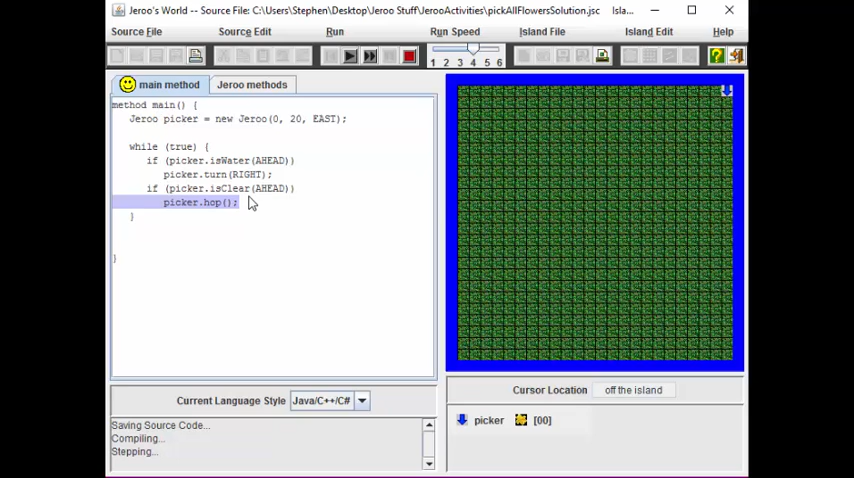 Jeroo's World -- Source File: C:\Users\Stephen\Desktop\Jeroo Stuff\JerooActivities\pickAllFlowersSolution.jsc Isla...
Source File Source Edit Run Run Speed Island File Island Edit Help
1 2 3 4 5 6
main method Jeroo methods
method main() {
Jeroo picker = new Jeroo(0, 20, EAST);
while (true) {
if (picker.isWater(AHEAD))
picker.turn(RIGHT);
if (picker.isClear(AHEAD))
picker.hop();
}
}
Current Language Style Java/C++/C#
Saving Source Code...
Compiling...
Stepping...
Cursor Location off the island
picker [00]